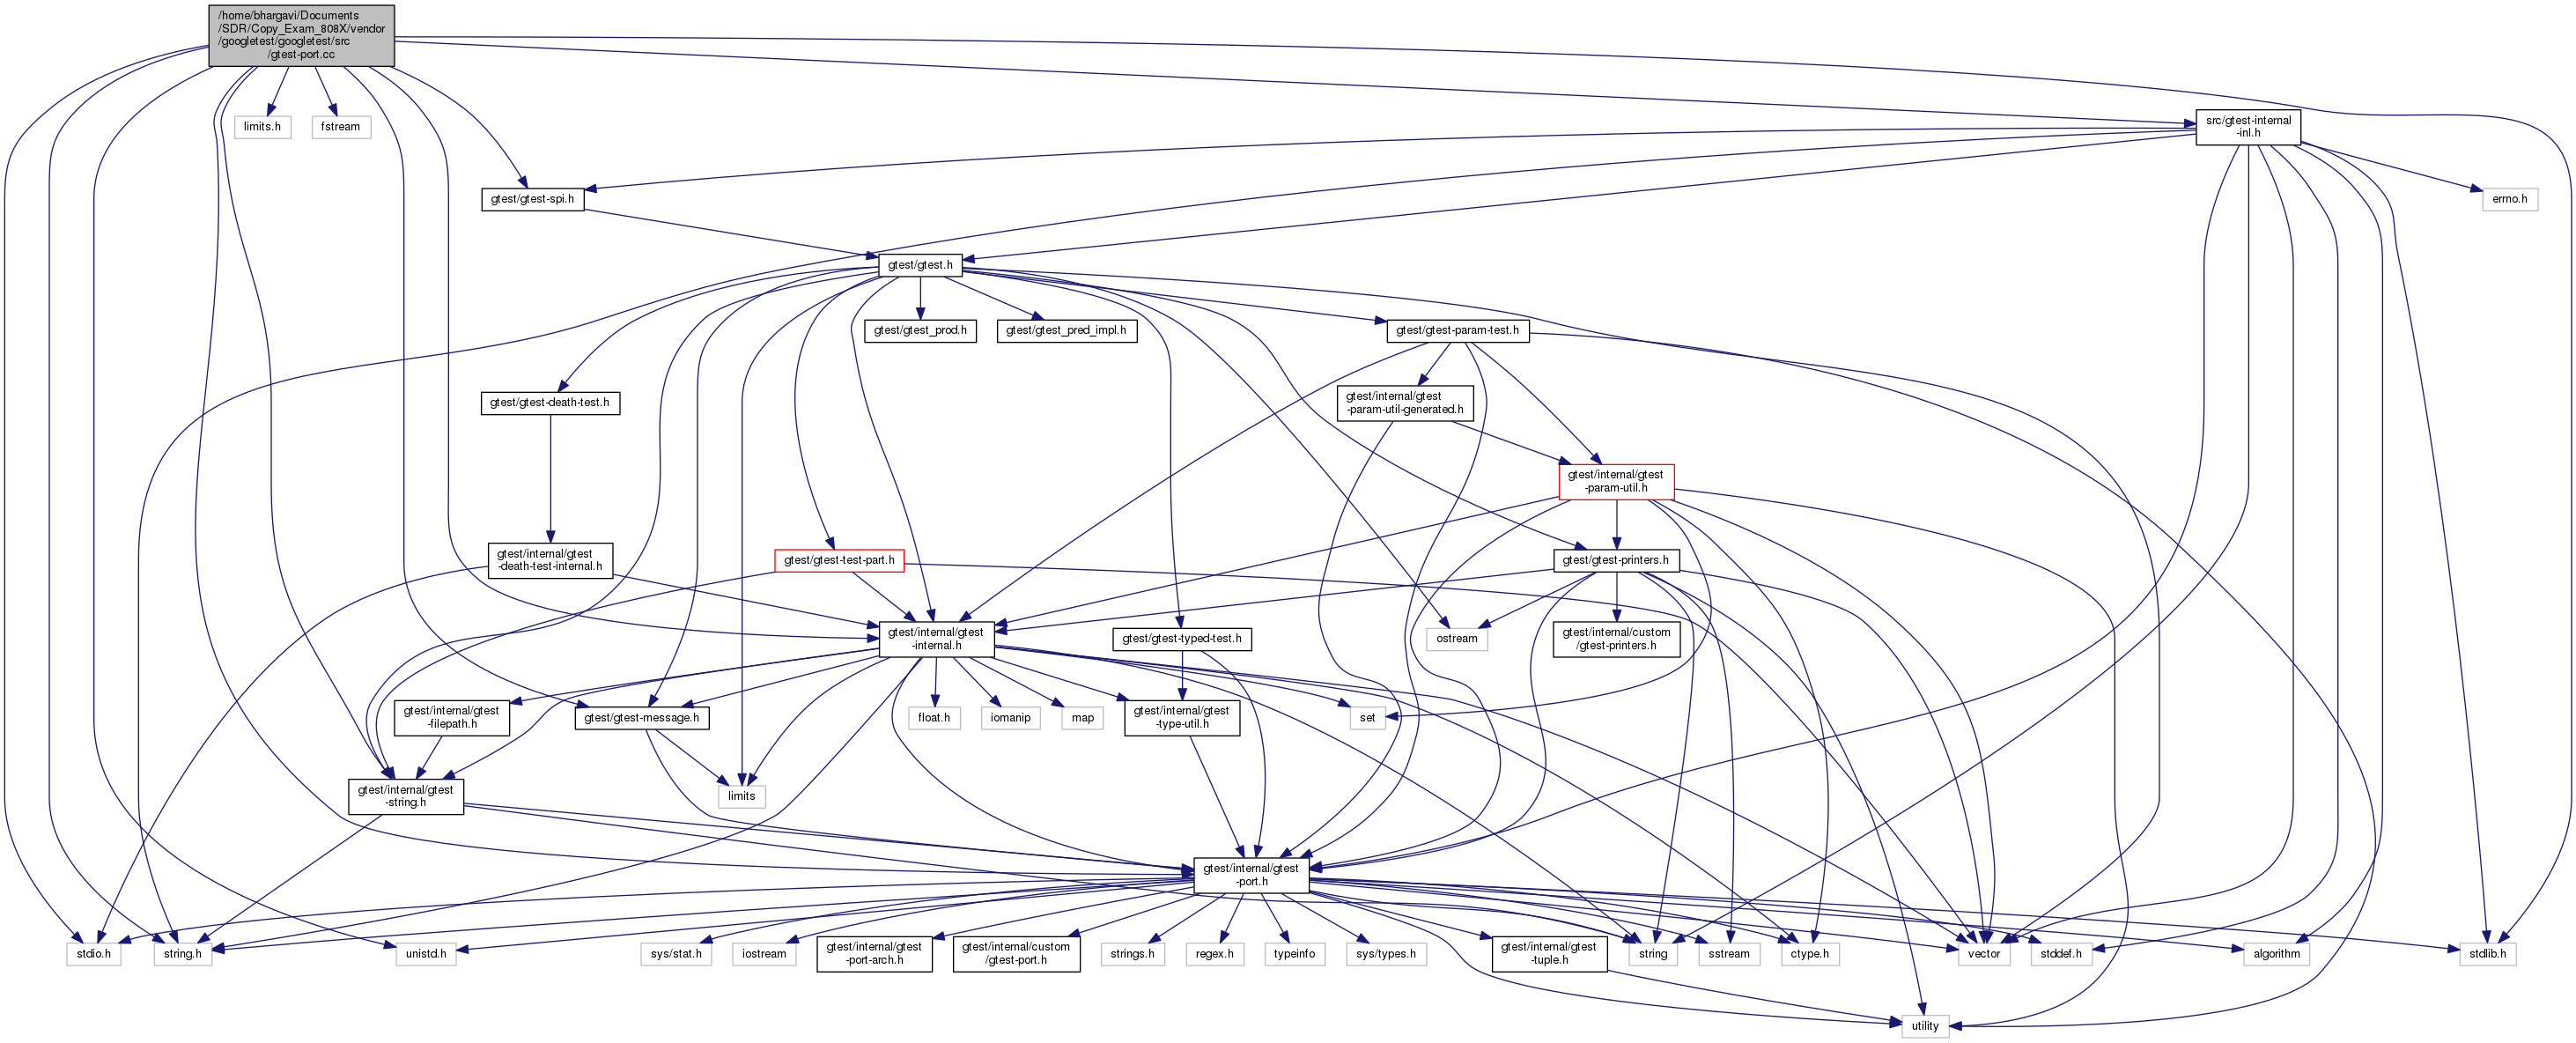 /home/bhargavi/Documents
/SDR/Copy_Exam_808X/vendor
/googletest/googletest/src
/gtest-port.cc
limits.h
fstream
src/gtest-internal
-inl.h
gtest/gtest-spi.h
errno.h
gtest/gtest.h
gtest/gtest_prod.h
gtest/gtest_pred_impl.h
gtest/gtest-param-test.h
gtest/gtest-death-test.h
gtest/internal/gtest
-param-util-generated.h
gtest/internal/gtest
-param-util.h
gtest/internal/gtest
-death-test-internal.h
gtest/gtest-test-part.h
gtest/gtest-printers.h
gtest/internal/gtest
-internal.h
gtest/gtest-typed-test.h
ostream
gtest/internal/custom
/gtest-printers.h
gtest/internal/gtest
-filepath.h
gtest/gtest-message.h
float.h
iomanip
map
gtest/internal/gtest
-type-util.h
set
gtest/internal/gtest
-string.h
limits
gtest/internal/gtest
-port.h
stdio.h
string.h
unistd.h
sys/stat.h
iostream
gtest/internal/gtest
-port-arch.h
gtest/internal/custom
/gtest-port.h
strings.h
regex.h
typeinfo
sys/types.h
gtest/internal/gtest
-tuple.h
string
sstream
ctype.h
vector
stddef.h
algorithm
stdlib.h
utility